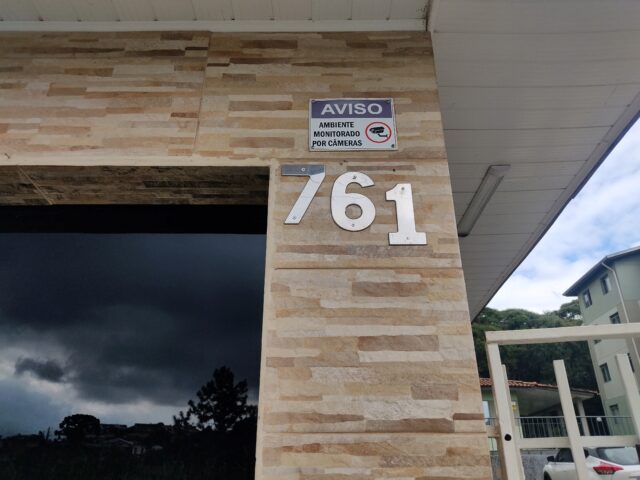 AVISO
AMBIENTE
MONITORADO
POR CÂMERAS
761